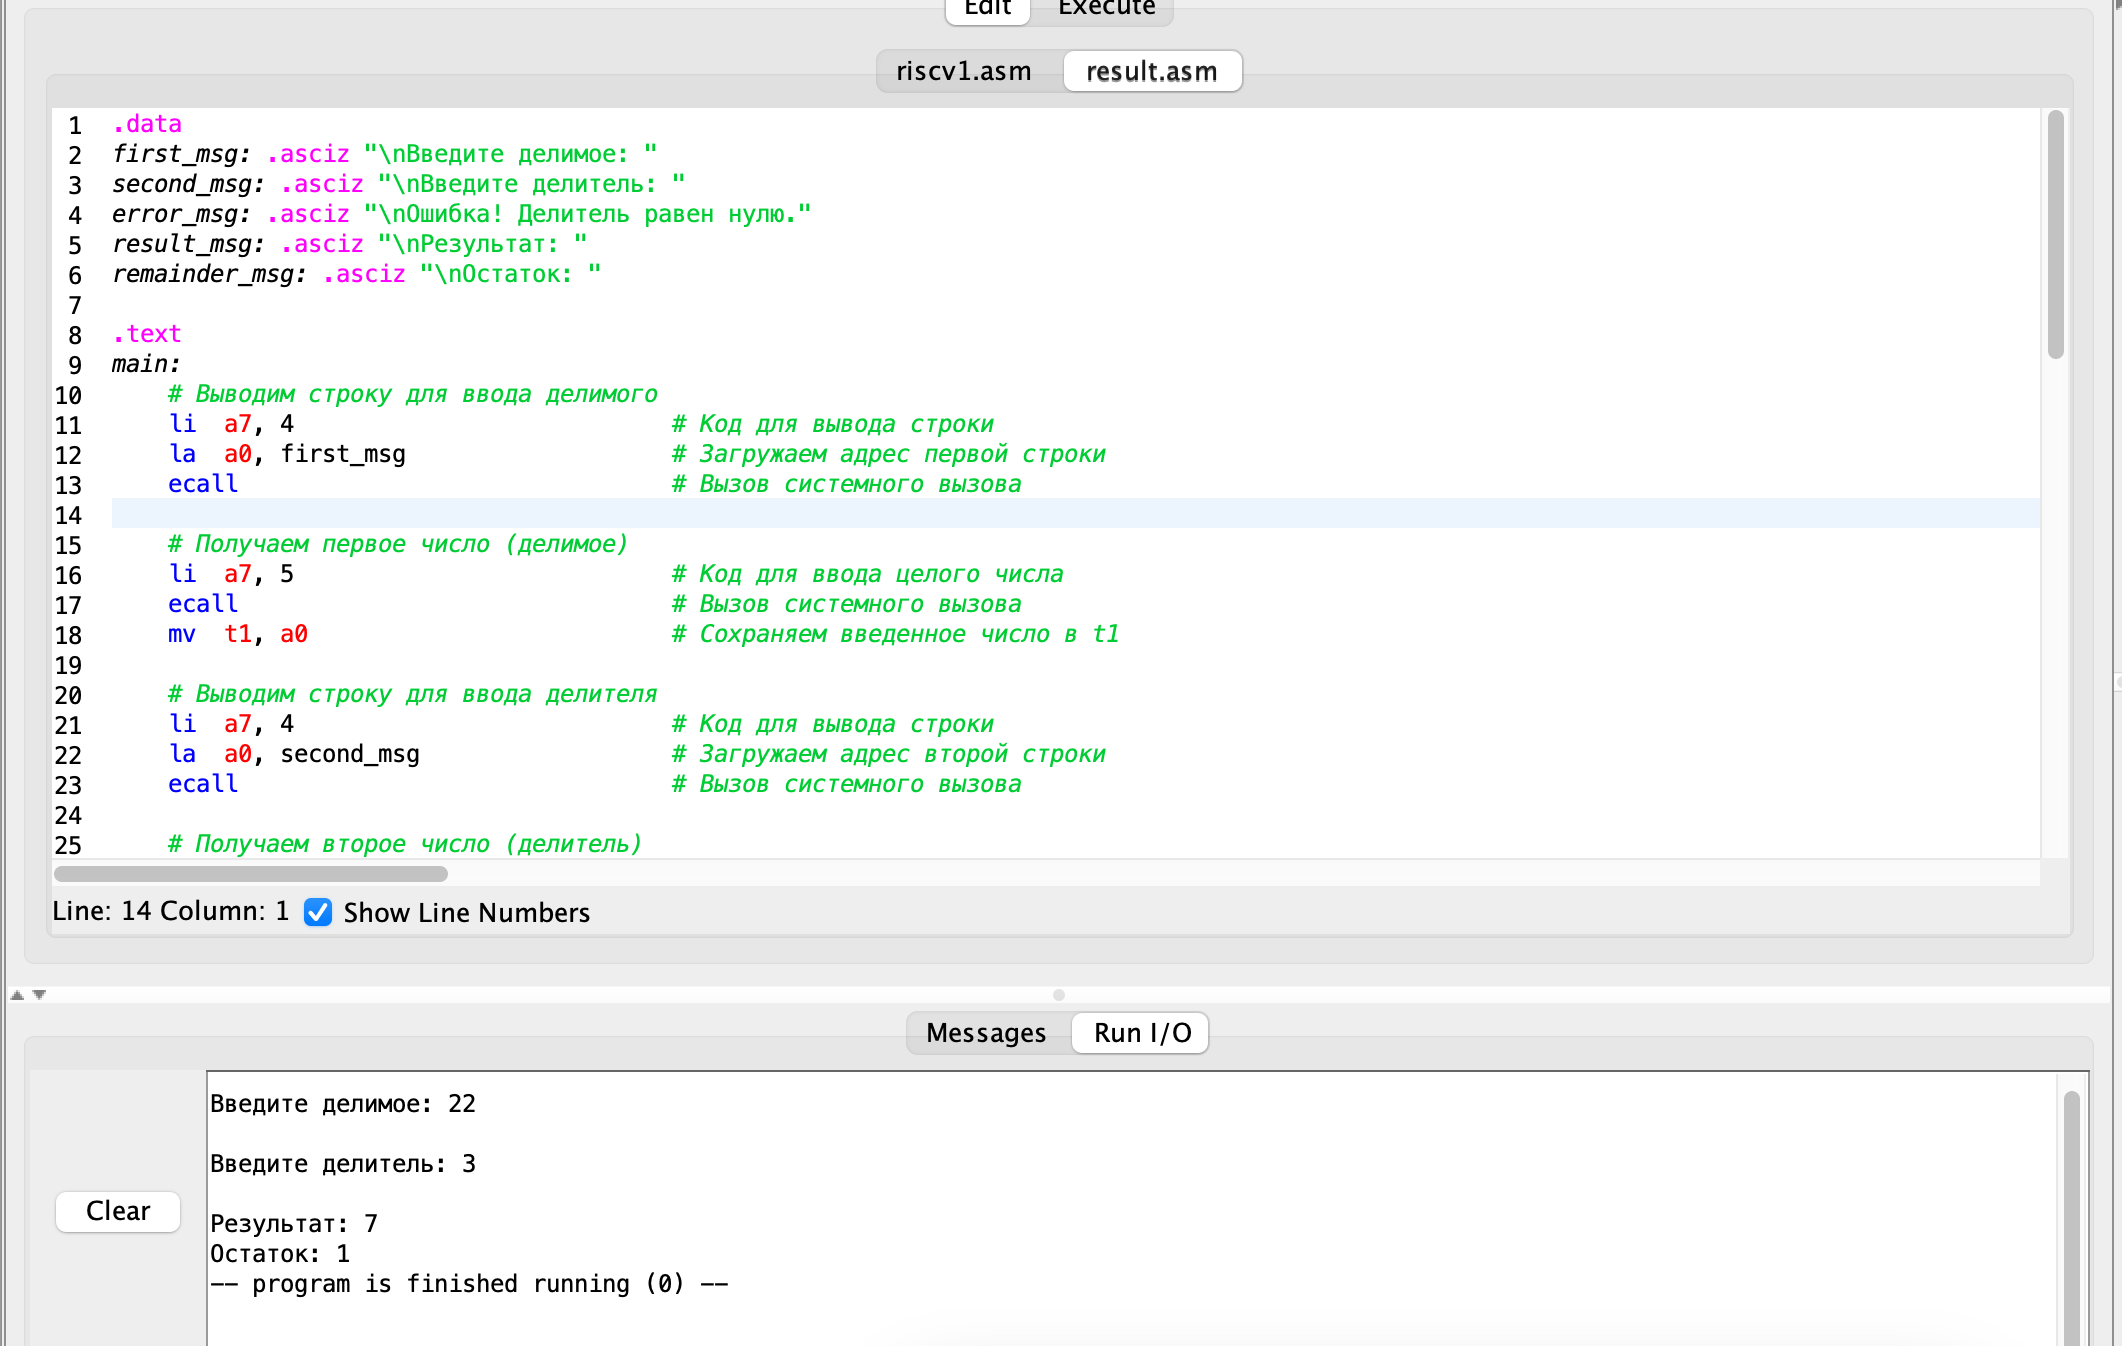 Edit Execute
riscv1.asm result.asm
1 .data
2 first_msg: .asciz "\nВведите делимое: "
3 second_msg: .asciz "\nВведите делитель: "
4 error_msg: .asciz "\nОшибка! Делитель равен нулю."
5 result_msg: .asciz "\nРезультат: "
6 remainder_msg: .asciz "\nОстаток: "
7
8 .text
9 main:
10 # Выводим строку для ввода делимого
11 li a7, 4 # Код для вывода строки
12 la a0, first_msg # Загружаем адрес первой строки
13 ecall # Вызов системного вызова
14
15 # Получаем первое число (делимое)
16 li a7, 5 # Код для ввода целого числа
17 ecall # Вызов системного вызова
18 mv t1, a0 # Сохраняем введенное число в t1
19
20 # Выводим строку для ввода делителя
21 li a7, 4 # Код для вывода строки
22 la a0, second_msg # Загружаем адрес второй строки
23 ecall # Вызов системного вызова
24
25 # Получаем второе число (делитель)
Line: 14 Column: 1 Show Line Numbers
Messages Run I/O
Clear
Введите делимое: 22
Введите делитель: 3
Результат: 7
Остаток: 1
-- program is finished running (0) --